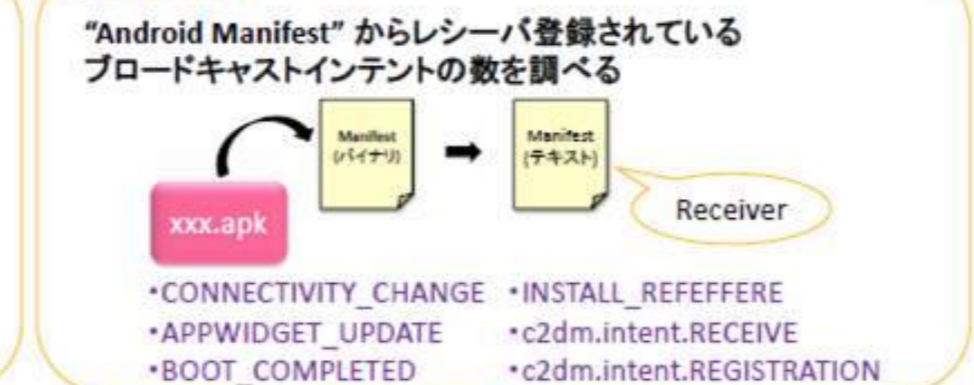 “Android Manifest” からレシーバ登録されている
ブロードキャストインテントの数を調べる
Manifest
(バイナリ)
Manifest
(テキスト)
xxx.apk
Receiver
・CONNECTIVITY_CHANGE ・INSTALL_REFEFFERE
・APPWIDGET_UPDATE ・c2dm.intent.RECEIVE
・BOOT_COMPLETED ・c2dm.intent.REGISTRATION